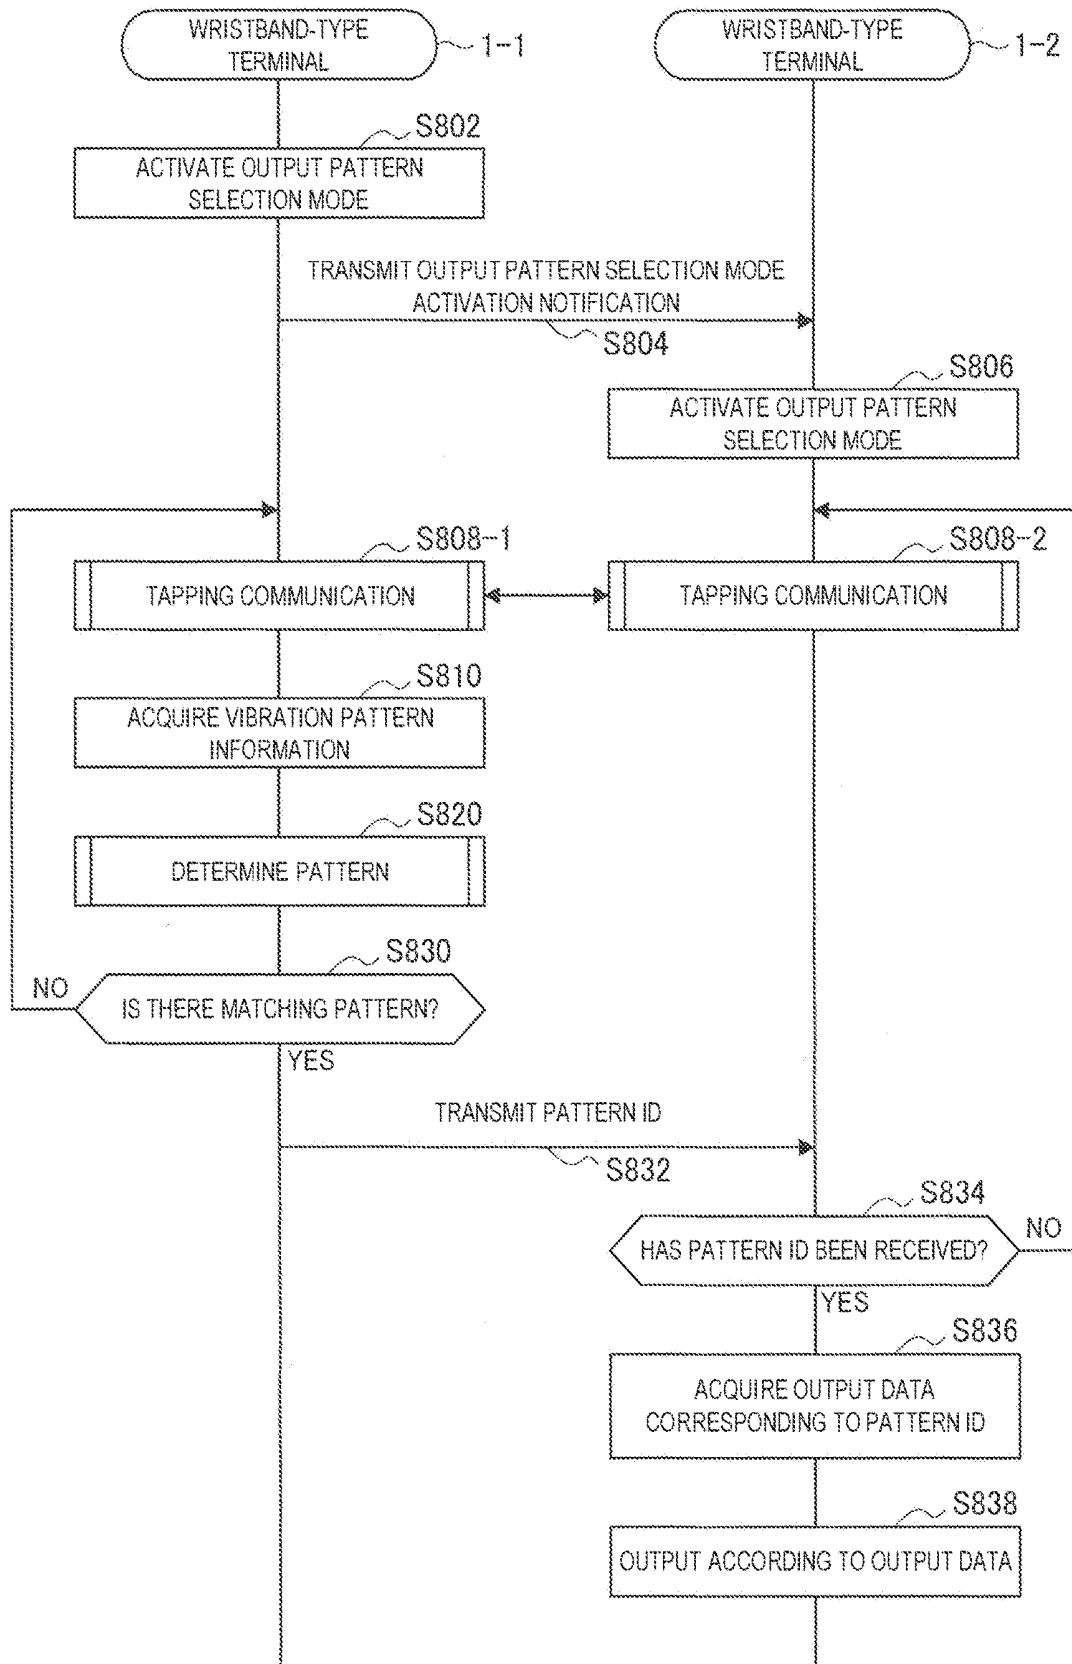 WRISTBAND-TYPE
TERMINAL
1-1
WRISTBAND-TYPE
TERMINAL
1-2
S802
ACTIVATE OUTPUT PATTERN
SELECTION MODE
TRANSMIT OUTPUT PATTERN SELECTION MODE
ACTIVATION NOTIFICATION
S804
S806
ACTIVATE OUTPUT PATTERN
SELECTION MODE
S808-1
TAPPING COMMUNICATION
S808-2
TAPPING COMMUNICATION
S810
ACQUIRE VIBRATION PATTERN
INFORMATION
S820
DETERMINE PATTERN
S830
NO
IS THERE MATCHING PATTERN?
YES
TRANSMIT PATTERN ID
S832
S834
HAS PATTERN ID BEEN RECEIVED?
NO
YES
S836
ACQUIRE OUTPUT DATA
CORRESPONDING TO PATTERN ID
S838
OUTPUT ACCORDING TO OUTPUT DATA